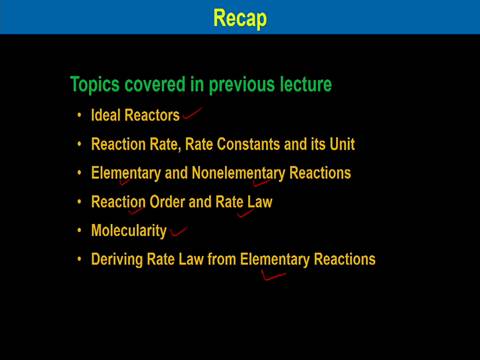 Recap
Topics covered in previous lecture
• Ideal Reactors
• Reaction Rate, Rate Constants and its Unit
• Elementary and Nonelementary Reactions
• Reaction Order and Rate Law
• Molecularity
• Deriving Rate Law from Elementary Reactions